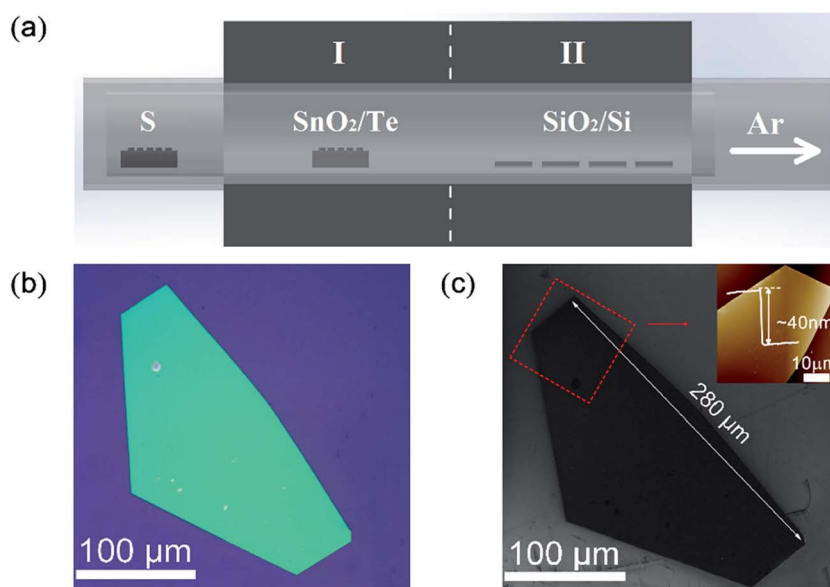 (a)
I
II
S
SnO₂/Te
SiO₂/Si
Ar
(b)
100 μm
(c)
~40nm
10μm
280 μm
100 μm